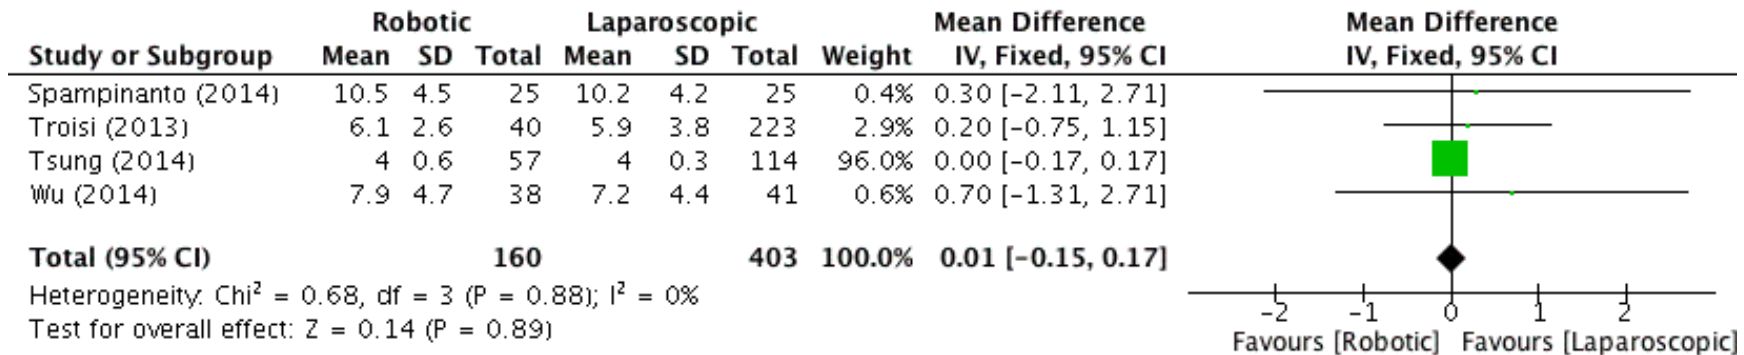 Robotic Laparoscopic Mean Difference Mean Difference
Study or Subgroup Mean SD Total Mean SD Total Weight IV, Fixed, 95% CI IV, Fixed, 95% CI
Spampinanto (2014) 10.5 4.5 25 10.2 4.2 25 0.4% 0.30 [-2.11, 2.71]
Troisi (2013) 6.1 2.6 40 5.9 3.8 223 2.9% 0.20 [-0.75, 1.15]
Tsung (2014) 4 0.6 57 4 0.3 114 96.0% 0.00 [-0.17, 0.17]
Wu (2014) 7.9 4.7 38 7.2 4.4 41 0.6% 0.70 [-1.31, 2.71]
Total (95% CI) 160 403 100.0% 0.01 [-0.15, 0.17]
Heterogeneity: Chi² = 0.68, df = 3 (P = 0.88); I² = 0%
Test for overall effect: Z = 0.14 (P = 0.89)
-2 -1 0 1 2
Favours [Robotic] Favours [Laparoscopic]